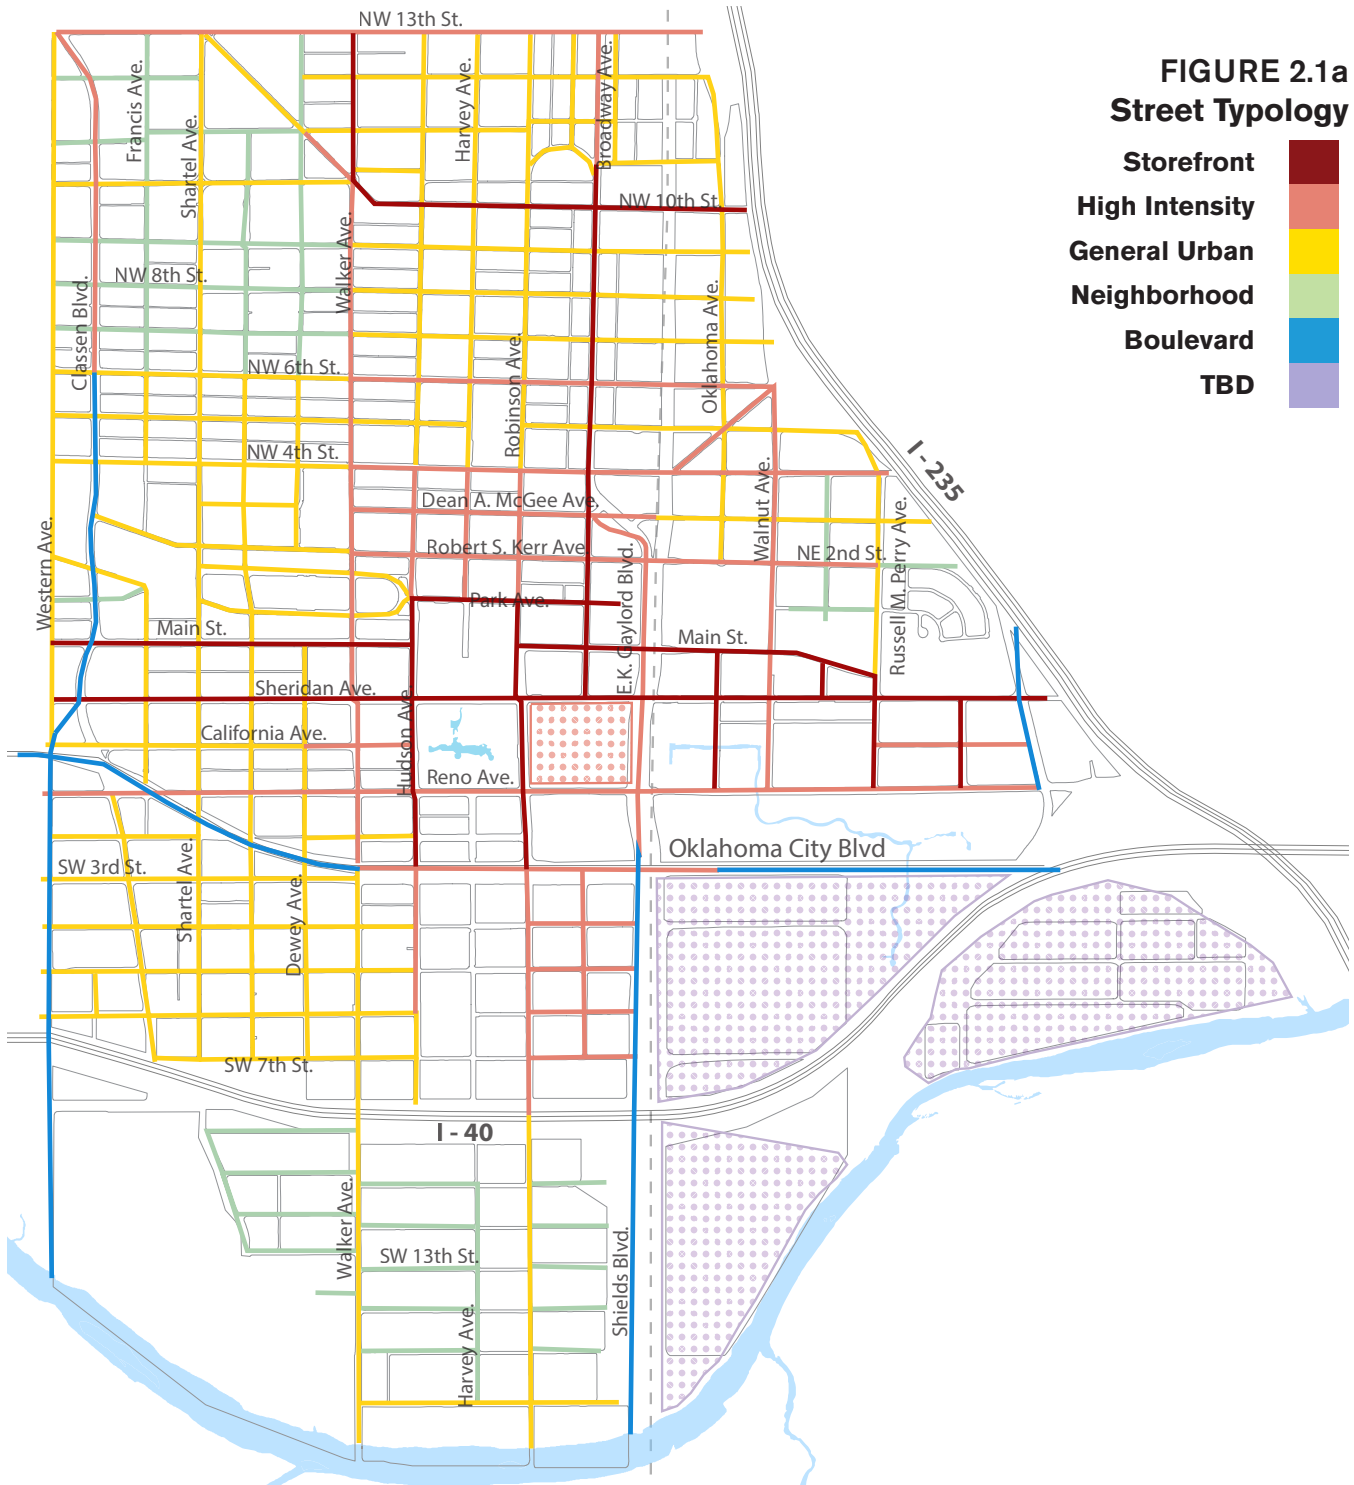 NW 13th St.
FIGURE 2.1a
Street Typology
Storefront
High Intensity
General Urban
Neighborhood
Boulevard
TBD
Francis Ave.
Shartel Ave.
Harvey Ave.
Broadway Ave.
NW 10th St.
Walker Ave.
NW 8th St.
Classen Blvd.
Oklahoma Ave.
Robinson Ave.
NW 6th St.
NW 4th St.
I - 235
Dean A. McGee Ave.
Walnut Ave.
Western Ave.
Robert S. Kerr Ave.
NE 2nd St.
Russell M. Perry Ave.
E.K. Gaylord Blvd.
Park Ave.
Main St.
Main St.
Sheridan Ave.
Hudson Ave.
California Ave.
Reno Ave.
Oklahoma City Blvd
SW 3rd St.
Shartel Ave.
Dewey Ave.
SW 7th St.
I - 40
Walker Ave.
SW 13th St.
Shields Blvd.
Harvey Ave.